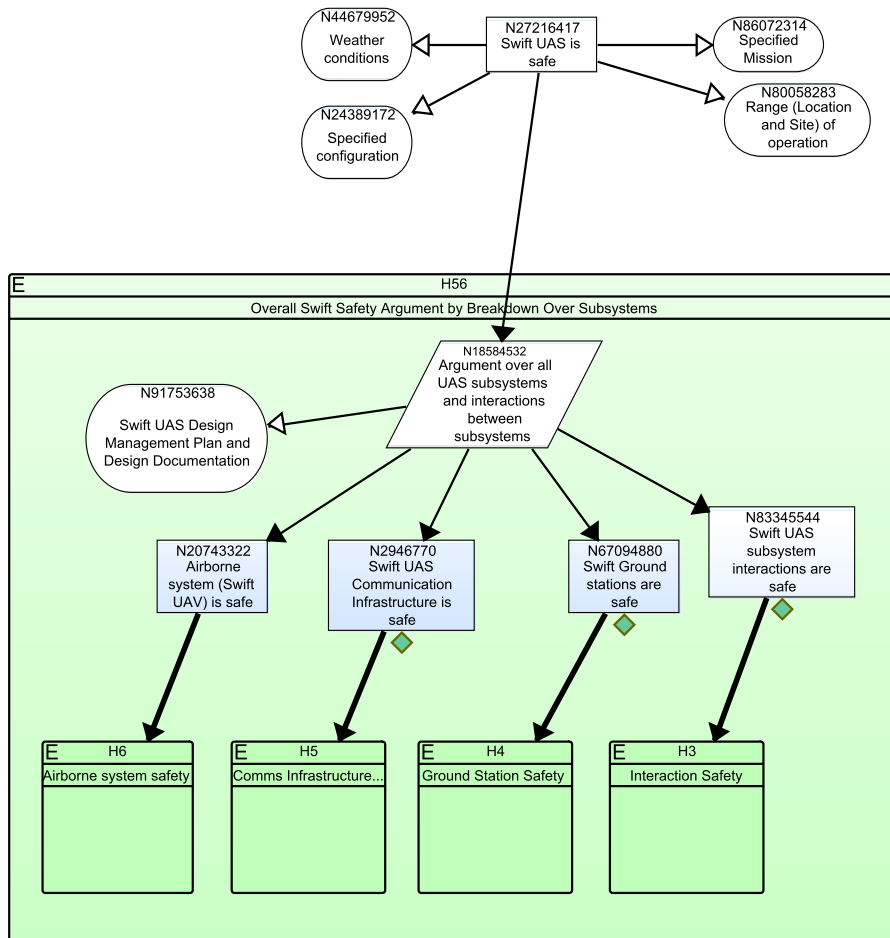 N44679952
Weather
conditions
N27216417
Swift UAS is
safe
N86072314
Specified
Mission
N24389172
Specified
configuration
N80058283
Range (Location
and Site) of
operation
E
H56
Overall Swift Safety Argument by Breakdown Over Subsystems
N18584532
Argument over all
UAS subsystems
and interactions
between
subsystems
N91753638
Swift UAS Design
Management Plan and
Design Documentation
N20743322
Airborne
system (Swift
UAV) is safe
N2946770
Swift UAS
Communication
Infrastructure is
safe
N67094880
Swift Ground
stations are
safe
N83345544
Swift UAS
subsystem
interactions are
safe
E
H6
Airborne system safety
E
H5
Comms Infrastructure...
E
H4
Ground Station Safety
E
H3
Interaction Safety